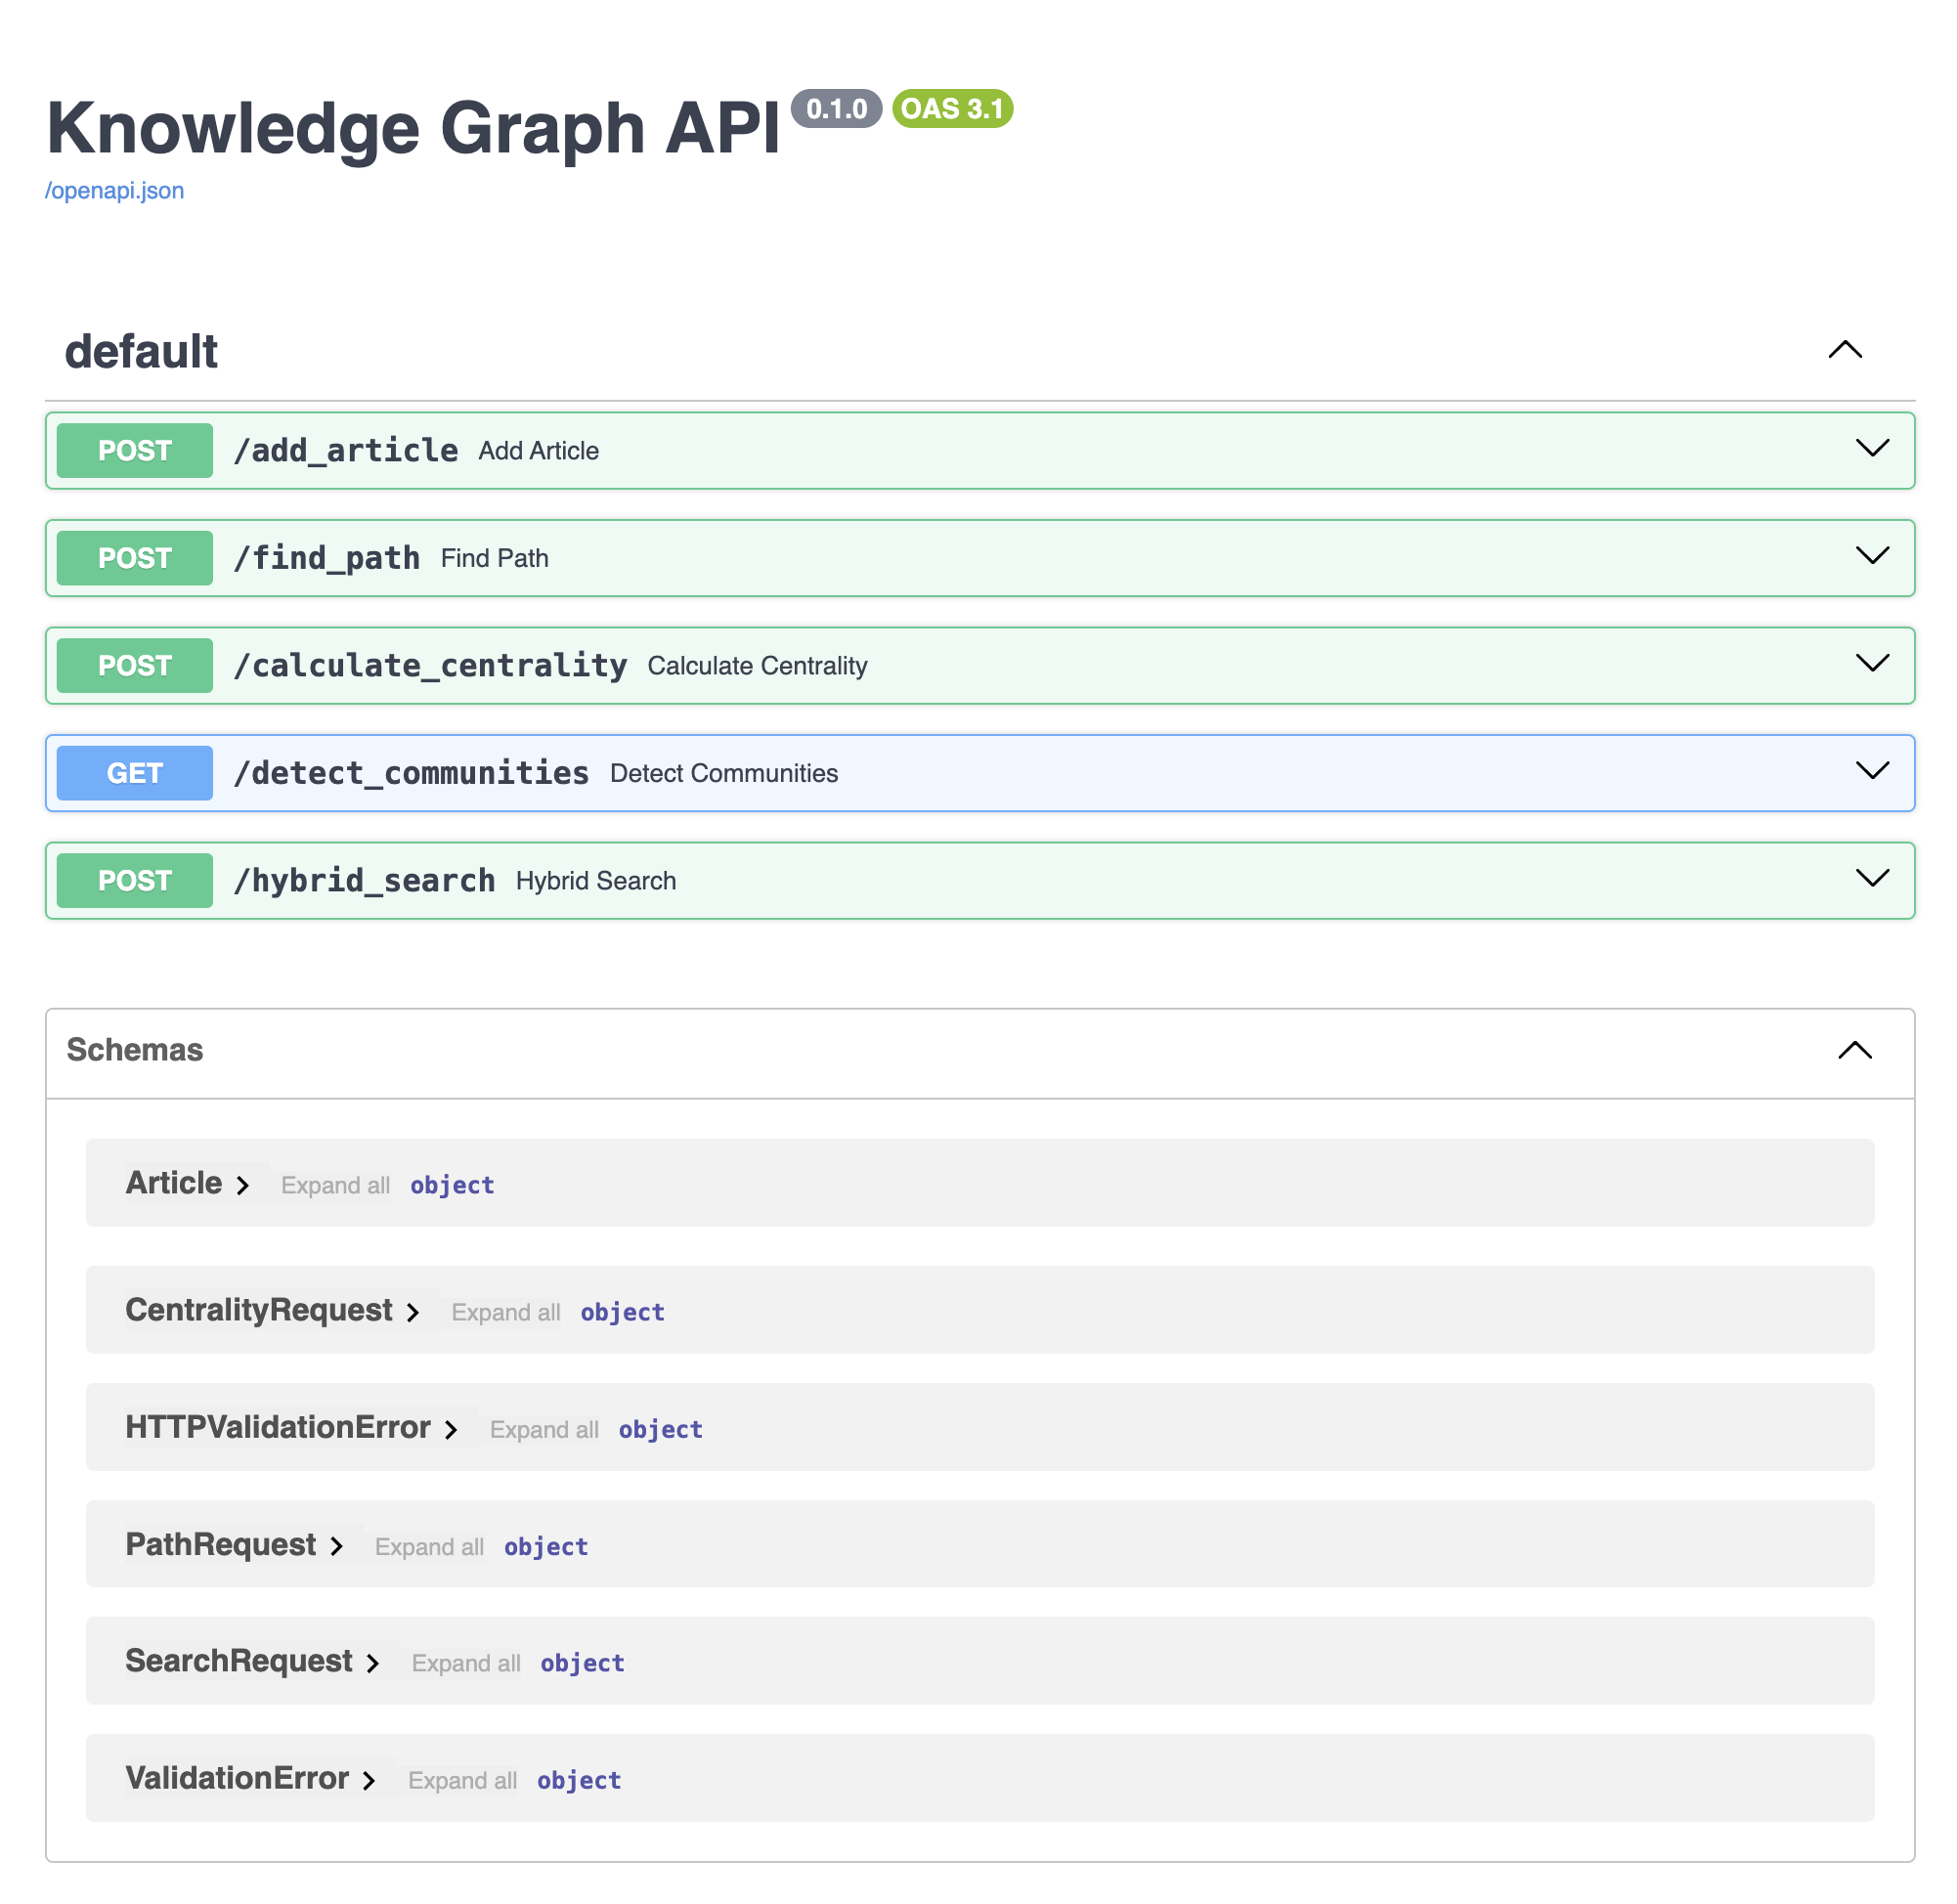 Knowledge Graph API 0.1.0 OAS 3.1
/openapi.json
default
POST /add_article Add Article
POST /find_path Find Path
POST /calculate_centrality Calculate Centrality
GET /detect_communities Detect Communities
POST /hybrid_search Hybrid Search
Schemas
Article Expand all object
CentralityRequest Expand all object
HTTPValidationError Expand all object
PathRequest Expand all object
SearchRequest Expand all object
ValidationError Expand all object